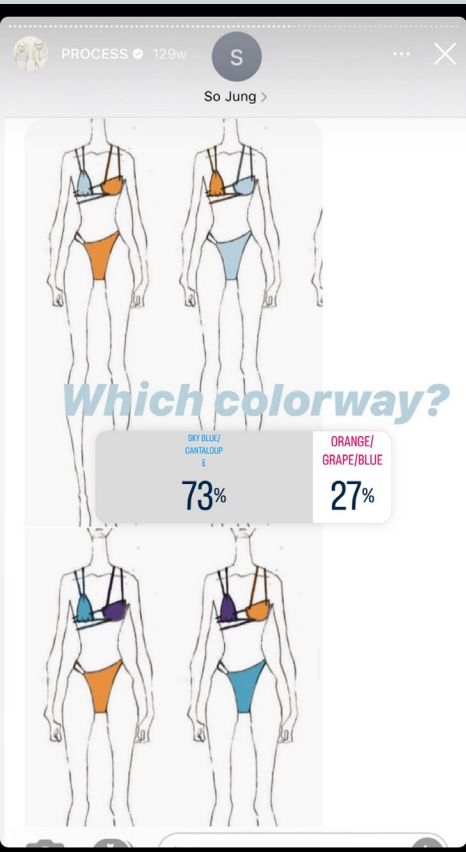 PROCESS 129w
S
So Jung >
Which colorway?
SKY BLUE/
CANTALOUP
E
73%
ORANGE/
GRAPE/BLUE
27%